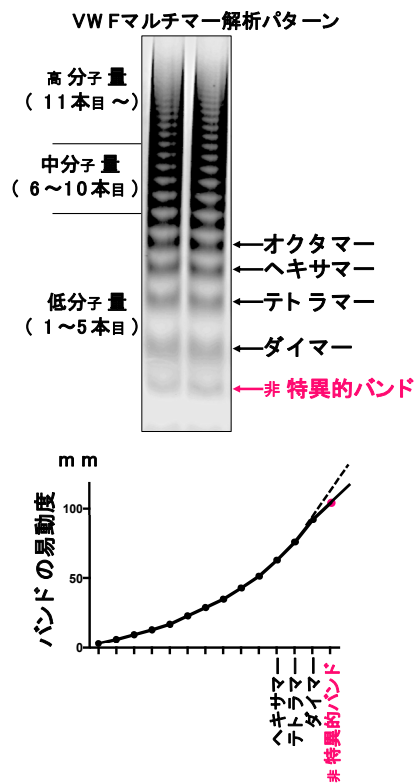 VWFマルチマー解析パターン
高分子量
(11本目～)
中分子量
(6～10本目)
低分子量
(1～5本目)
オクタマー
ヘキサマー
テトラマー
ダイマー
非特異的バンド
mm
バンドの易動度
100
50
0
ヘキサマー
テトラマー
ダイマー
非特異的バンド